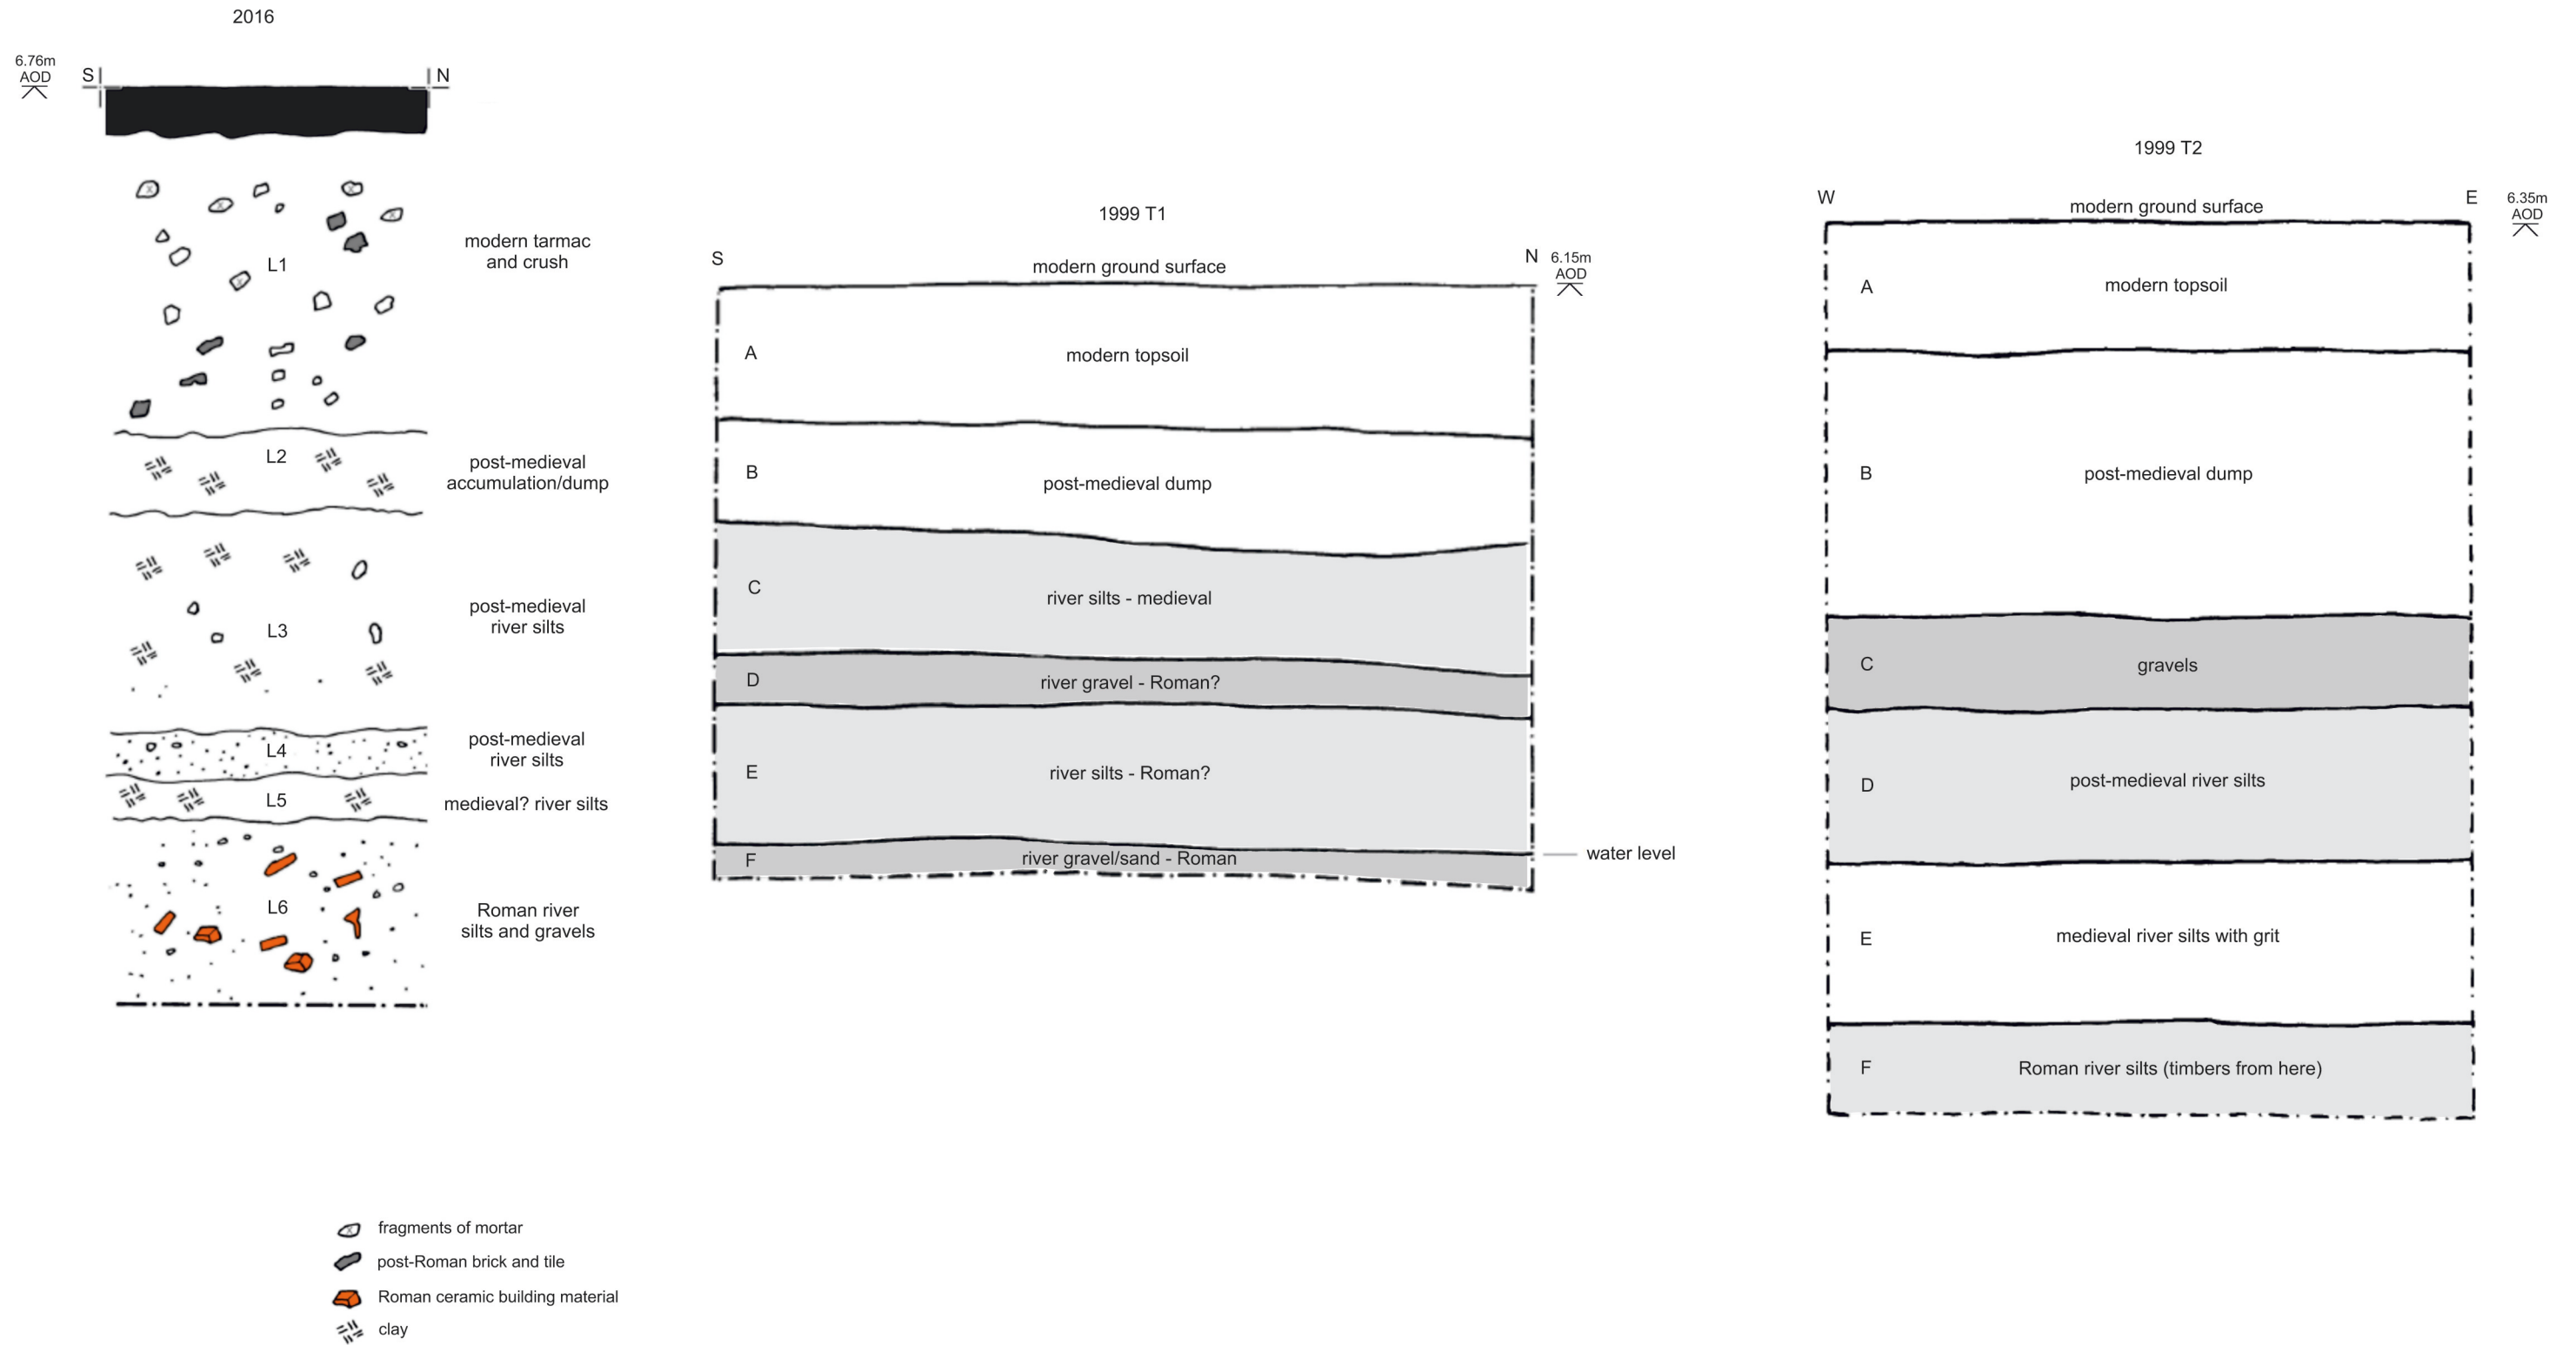 2016
6.76m
AOD
S
N
L1
modern tarmac
and crush
L2
post-medieval
accumulation/dump
L3
post-medieval
river silts
L4
post-medieval
river silts
L5
medieval? river silts
L6
Roman river
silts and gravels
1999 T1
S
modern ground surface
N
6.15m
AOD
A
modern topsoil
B
post-medieval dump
C
river silts - medieval
D
river gravel - Roman?
E
river silts - Roman?
F
river gravel/sand - Roman
water level
1999 T2
W
modern ground surface
E
6.35m
AOD
A
modern topsoil
B
post-medieval dump
C
gravels
D
post-medieval river silts
E
medieval river silts with grit
F
Roman river silts (timbers from here)
fragments of mortar
post-Roman brick and tile
Roman ceramic building material
clay